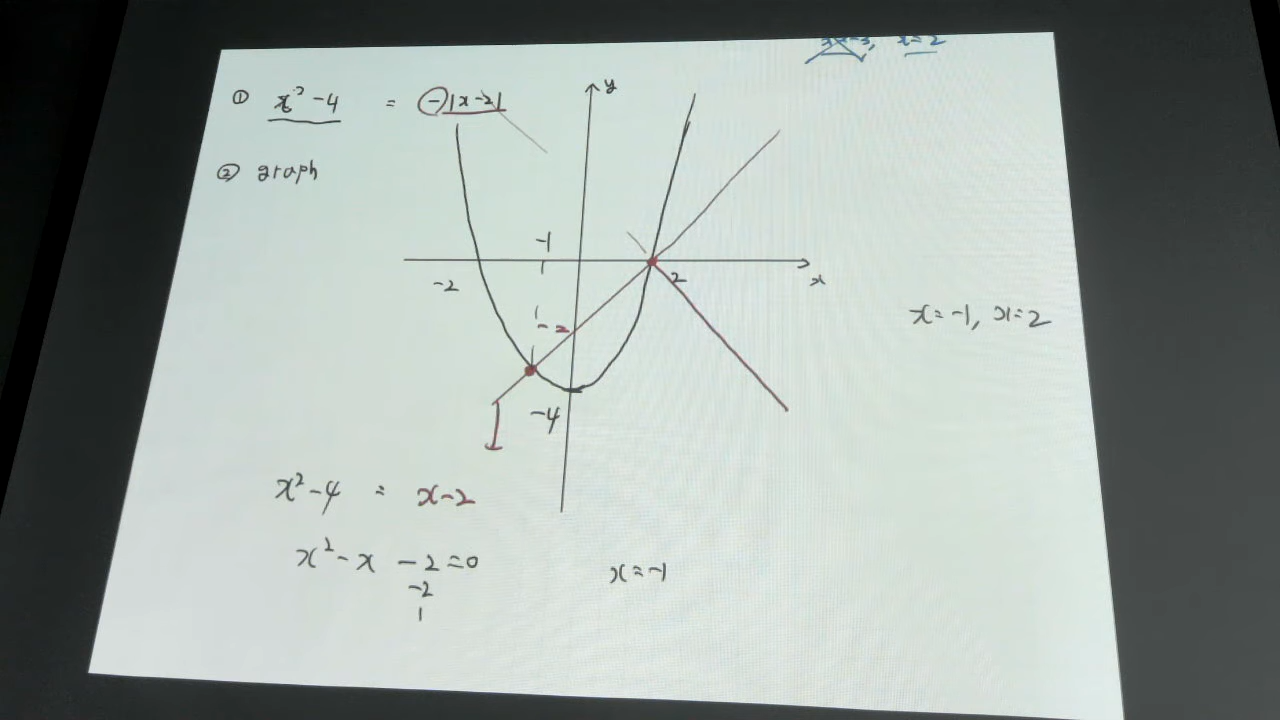 x = 2
① x² - 4 = -|x-2|
② graph
y
-1
-2
2
x
-2
x = -1, x = 2
-4
x² - 4 = x - 2
x² - x - 2 = 0
x = -1
-2
1